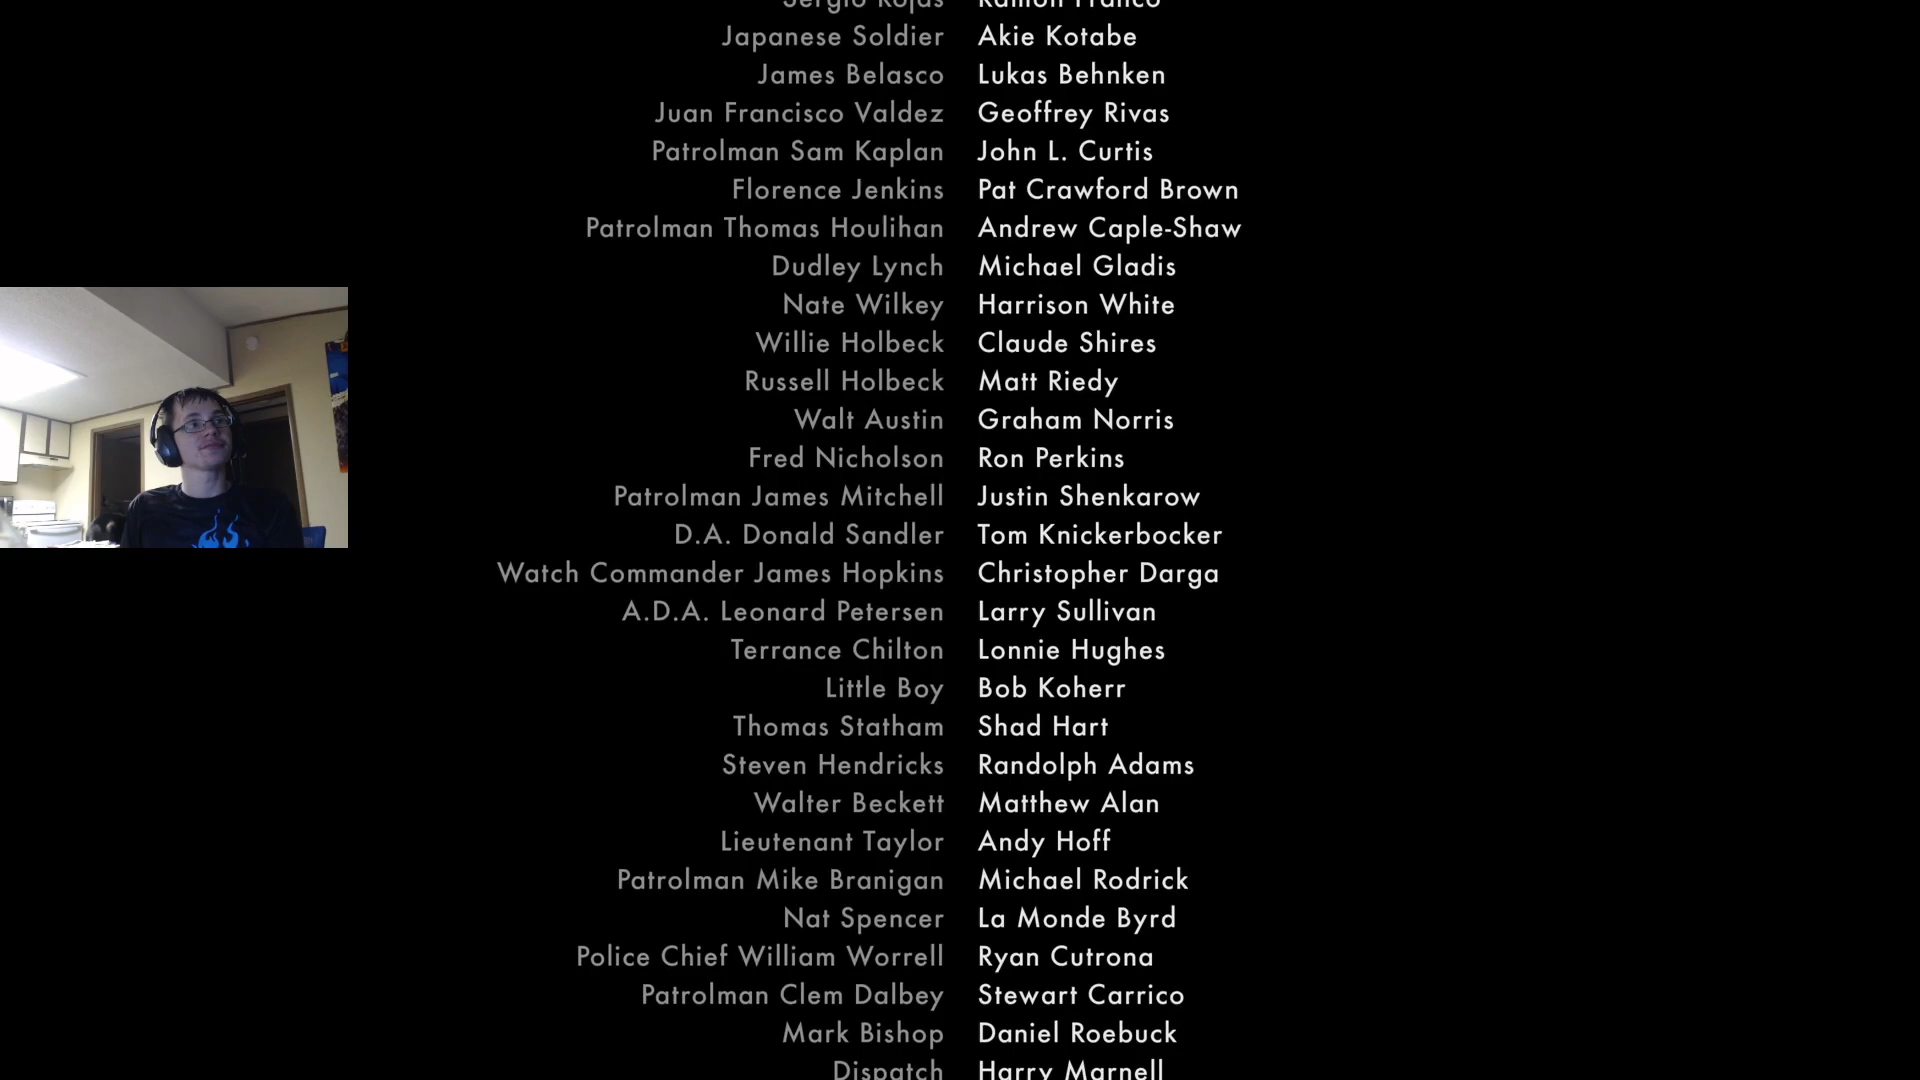 Sergio Rojas Ramon Franco
Japanese Soldier Akie Kotabe
James Belasco Lukas Behnken
Juan Francisco Valdez Geoffrey Rivas
Patrolman Sam Kaplan John L. Curtis
Florence Jenkins Pat Crawford Brown
Patrolman Thomas Houlihan Andrew Caple-Shaw
Dudley Lynch Michael Gladis
Nate Wilkey Harrison White
Willie Holbeck Claude Shires
Russell Holbeck Matt Riedy
Walt Austin Graham Norris
Fred Nicholson Ron Perkins
Patrolman James Mitchell Justin Shenkarow
D.A. Donald Sandler Tom Knickerbocker
Watch Commander James Hopkins Christopher Darga
A.D.A. Leonard Petersen Larry Sullivan
Terrance Chilton Lonnie Hughes
Little Boy Bob Koherr
Thomas Statham Shad Hart
Steven Hendricks Randolph Adams
Walter Beckett Matthew Alan
Lieutenant Taylor Andy Hoff
Patrolman Mike Branigan Michael Rodrick
Nat Spencer La Monde Byrd
Police Chief William Worrell Ryan Cutrona
Patrolman Clem Dalbey Stewart Carrico
Mark Bishop Daniel Roebuck
Dispatch Harry Marnell